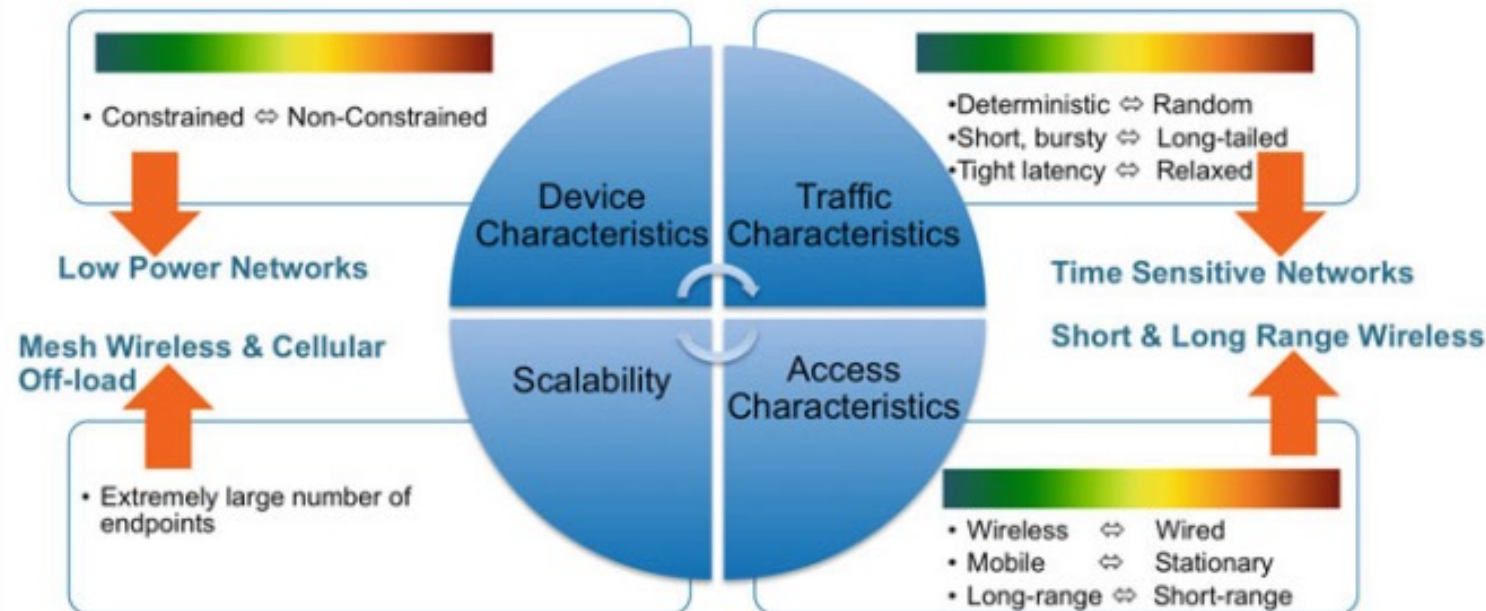 • Constrained ⇔ Non-Constrained
Low Power Networks
Device
Characteristics
Traffic
Characteristics
•Deterministic ⇔ Random
•Short, bursty ⇔ Long-tailed
•Tight latency ⇔ Relaxed
Time Sensitive Networks
Mesh Wireless & Cellular
Off-load
• Extremely large number of
endpoints
Scalability
Access
Characteristics
Short & Long Range Wireless
• Wireless ⇔ Wired
• Mobile ⇔ Stationary
• Long-range ⇔ Short-range